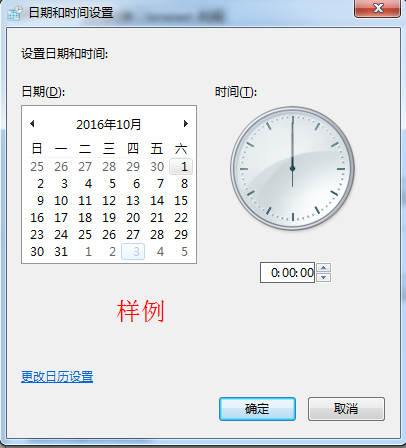 日期和时间设置
设置日期和时间:
日期(D):
时间(T):
2016年10月
日 一 二 三 四 五 六
25 26 27 28 29 30 1
2 3 4 5 6 7 8
9 10 11 12 13 14 15
16 17 18 19 20 21 22
23 24 25 26 27 28 29
30 31 1 2 3 4 5
0:00:00
样例
更改日历设置
确定
取消